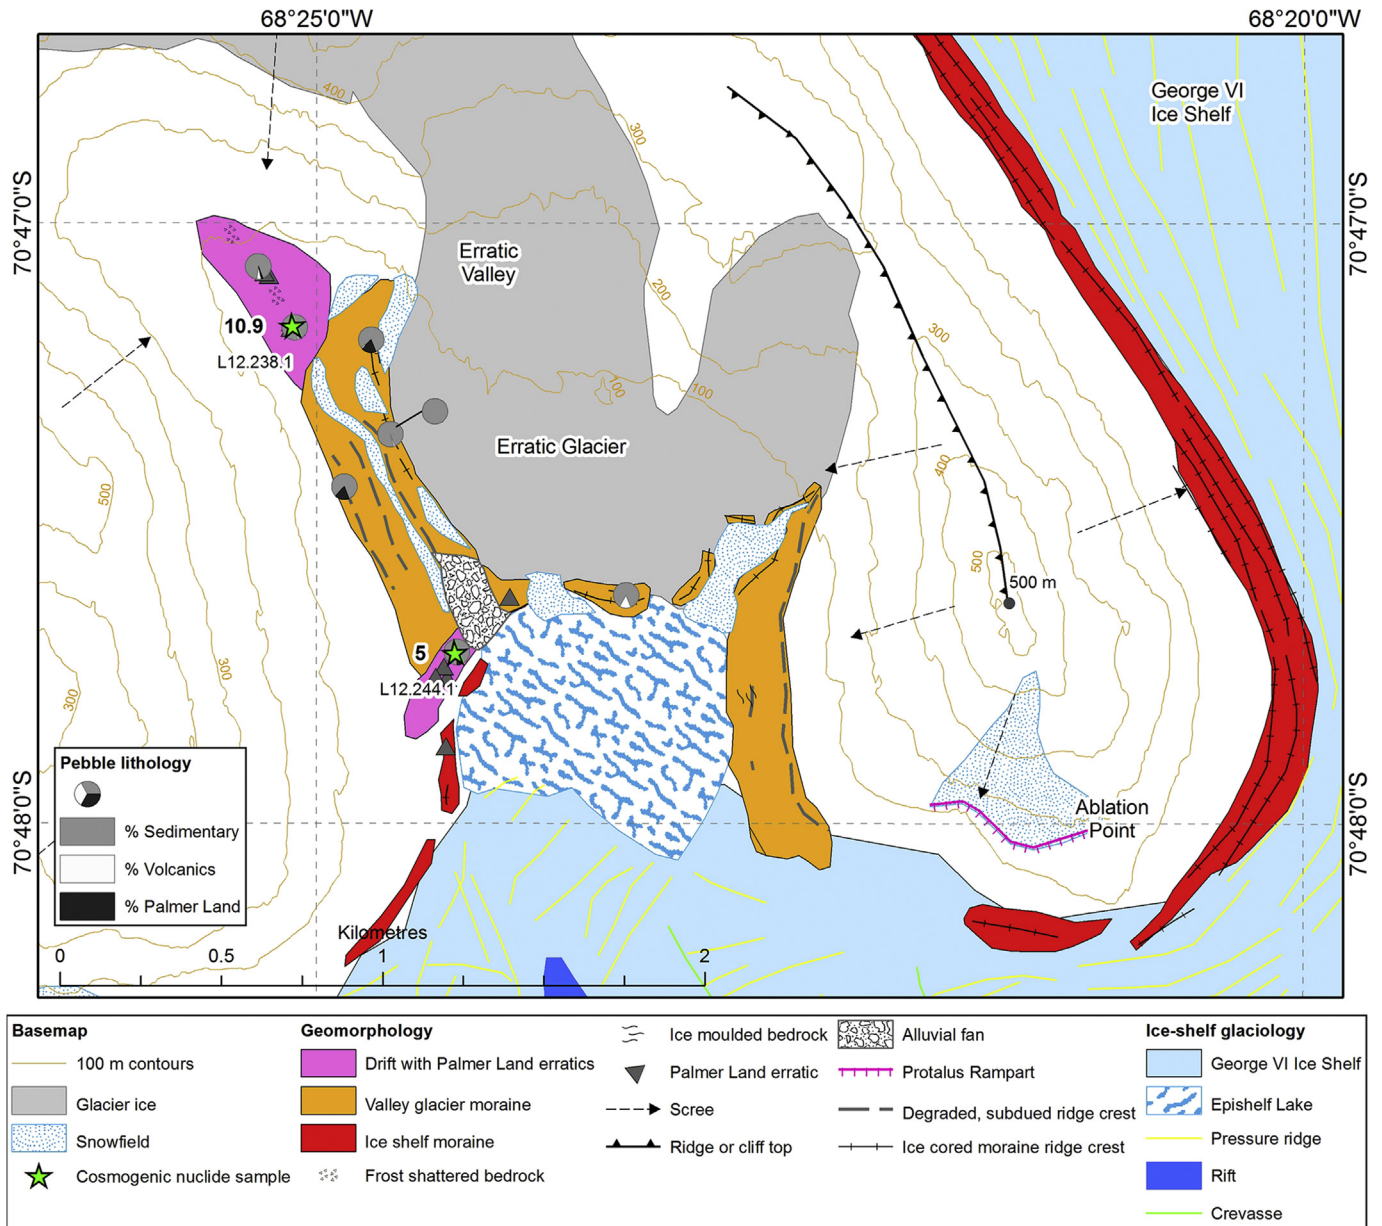 68°25'0"W
68°20'0"W
George VI
Ice Shelf
400
300
70°47'0"S
70°47'0"S
Erratic
Valley
200
300
10.9
L12.238.1
100
100
Erratic Glacier
400
500
500
500 m
5
L12.244.1
300
300
Ablation
Point
70°48'0"S
70°48'0"S
Pebble lithology
% Sedimentary
% Volcanics
% Palmer Land
Kilometres
0
0.5
1
2
Basemap
100 m contours
Glacier ice
Snowfield
Cosmogenic nuclide sample
Geomorphology
Drift with Palmer Land erratics
Valley glacier moraine
Ice shelf moraine
Frost shattered bedrock
Ice moulded bedrock
Palmer Land erratic
Scree
Ridge or cliff top
Alluvial fan
Protalus Rampart
Degraded, subdued ridge crest
Ice cored moraine ridge crest
Ice-shelf glaciology
George VI Ice Shelf
Epishelf Lake
Pressure ridge
Rift
Crevasse